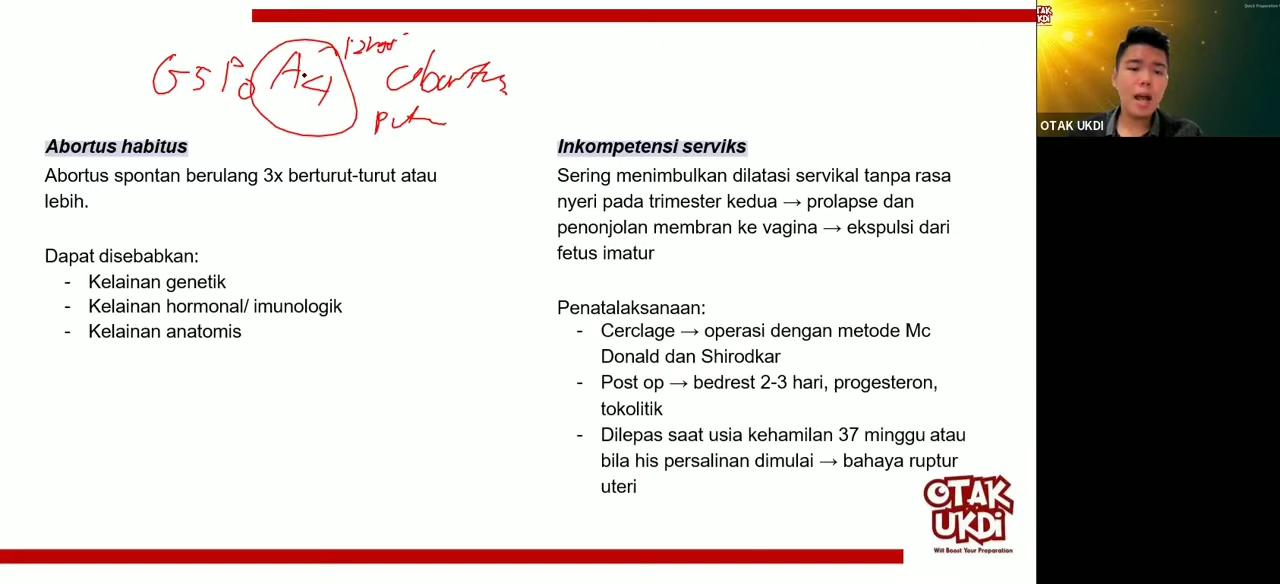 G5 P0 A4
Abortus habitus
Abortus spontan berulang 3x berturut-turut atau
lebih.
Dapat disebabkan:
- Kelainan genetik
- Kelainan hormonal/ imunologik
- Kelainan anatomis
Inkompetensi serviks
Sering menimbulkan dilatasi servikal tanpa rasa
nyeri pada trimester kedua → prolapse dan
penonjolan membran ke vagina → ekspulsi dari
fetus imatur
Penatalaksanaan:
- Cerclage → operasi dengan metode Mc
Donald dan Shirodkar
- Post op → bedrest 2-3 hari, progesteron,
tokolitik
- Dilepas saat usia kehamilan 37 minggu atau
bila his persalinan dimulai → bahaya ruptur
uteri
OTAK
UKDI
Will Boost Your Preparation
OTAK UKDI